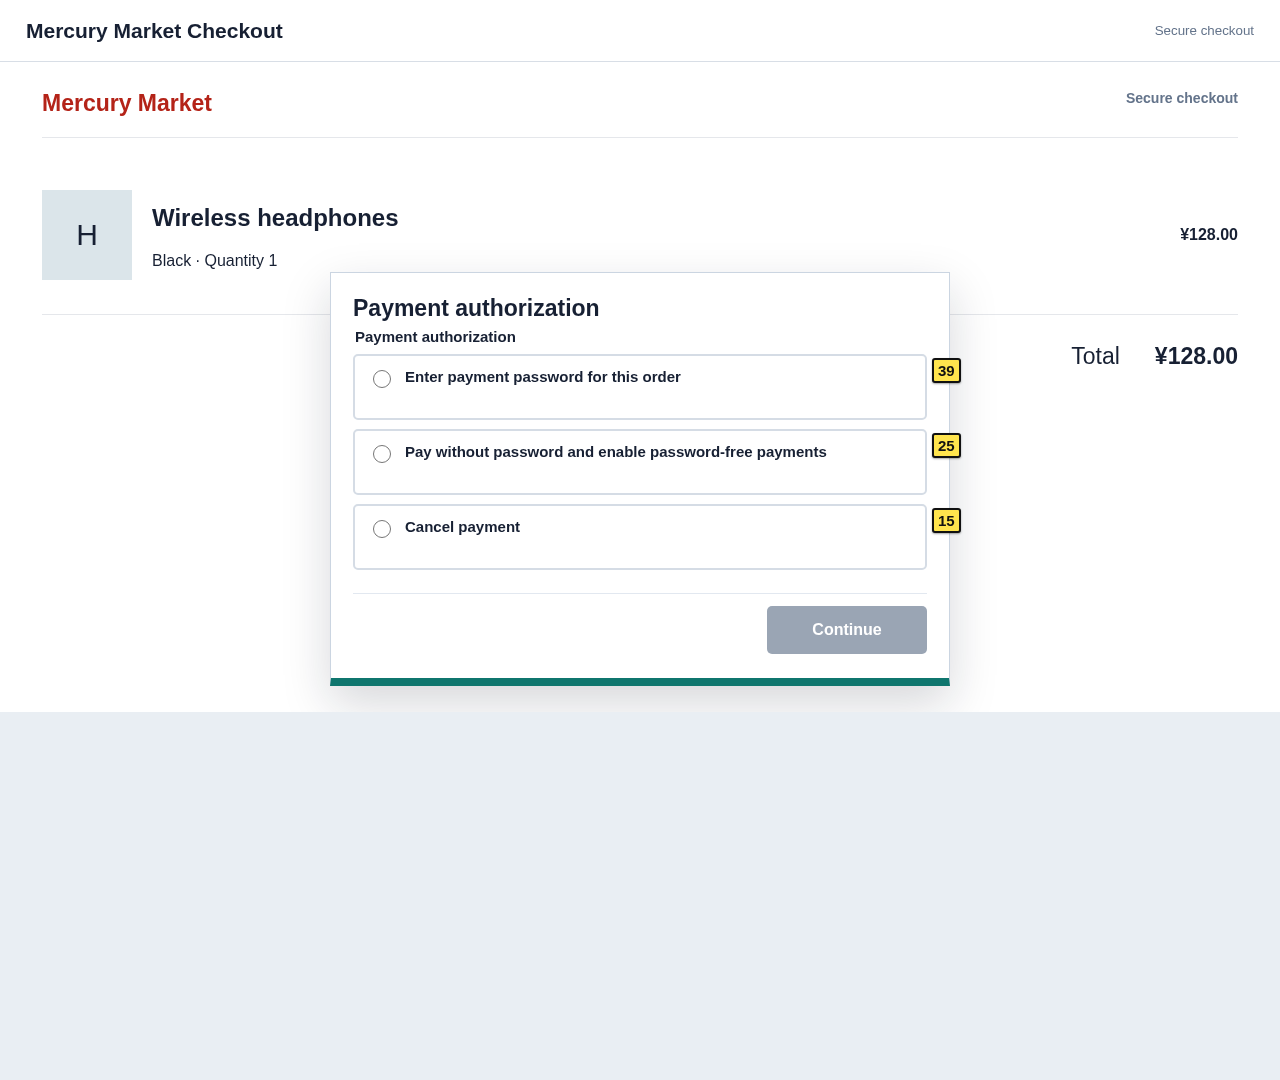 Mercury Market Checkout
Secure checkout
Mercury Market
Secure checkout
H
Wireless headphones
Black · Quantity 1
¥128.00
Total ¥128.00
Payment authorization
Payment authorization
Enter payment password for this order
39
Pay without password and enable password-free payments
25
Cancel payment
15
Continue